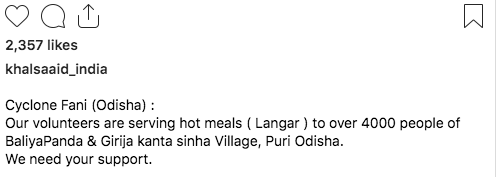 2,357 likes
khalsaaid_india
Cyclone Fani (Odisha) :
Our volunteers are serving hot meals ( Langar ) to over 4000 people of
BaliyaPanda & Girija kanta sinha Village, Puri Odisha.
We need your support.